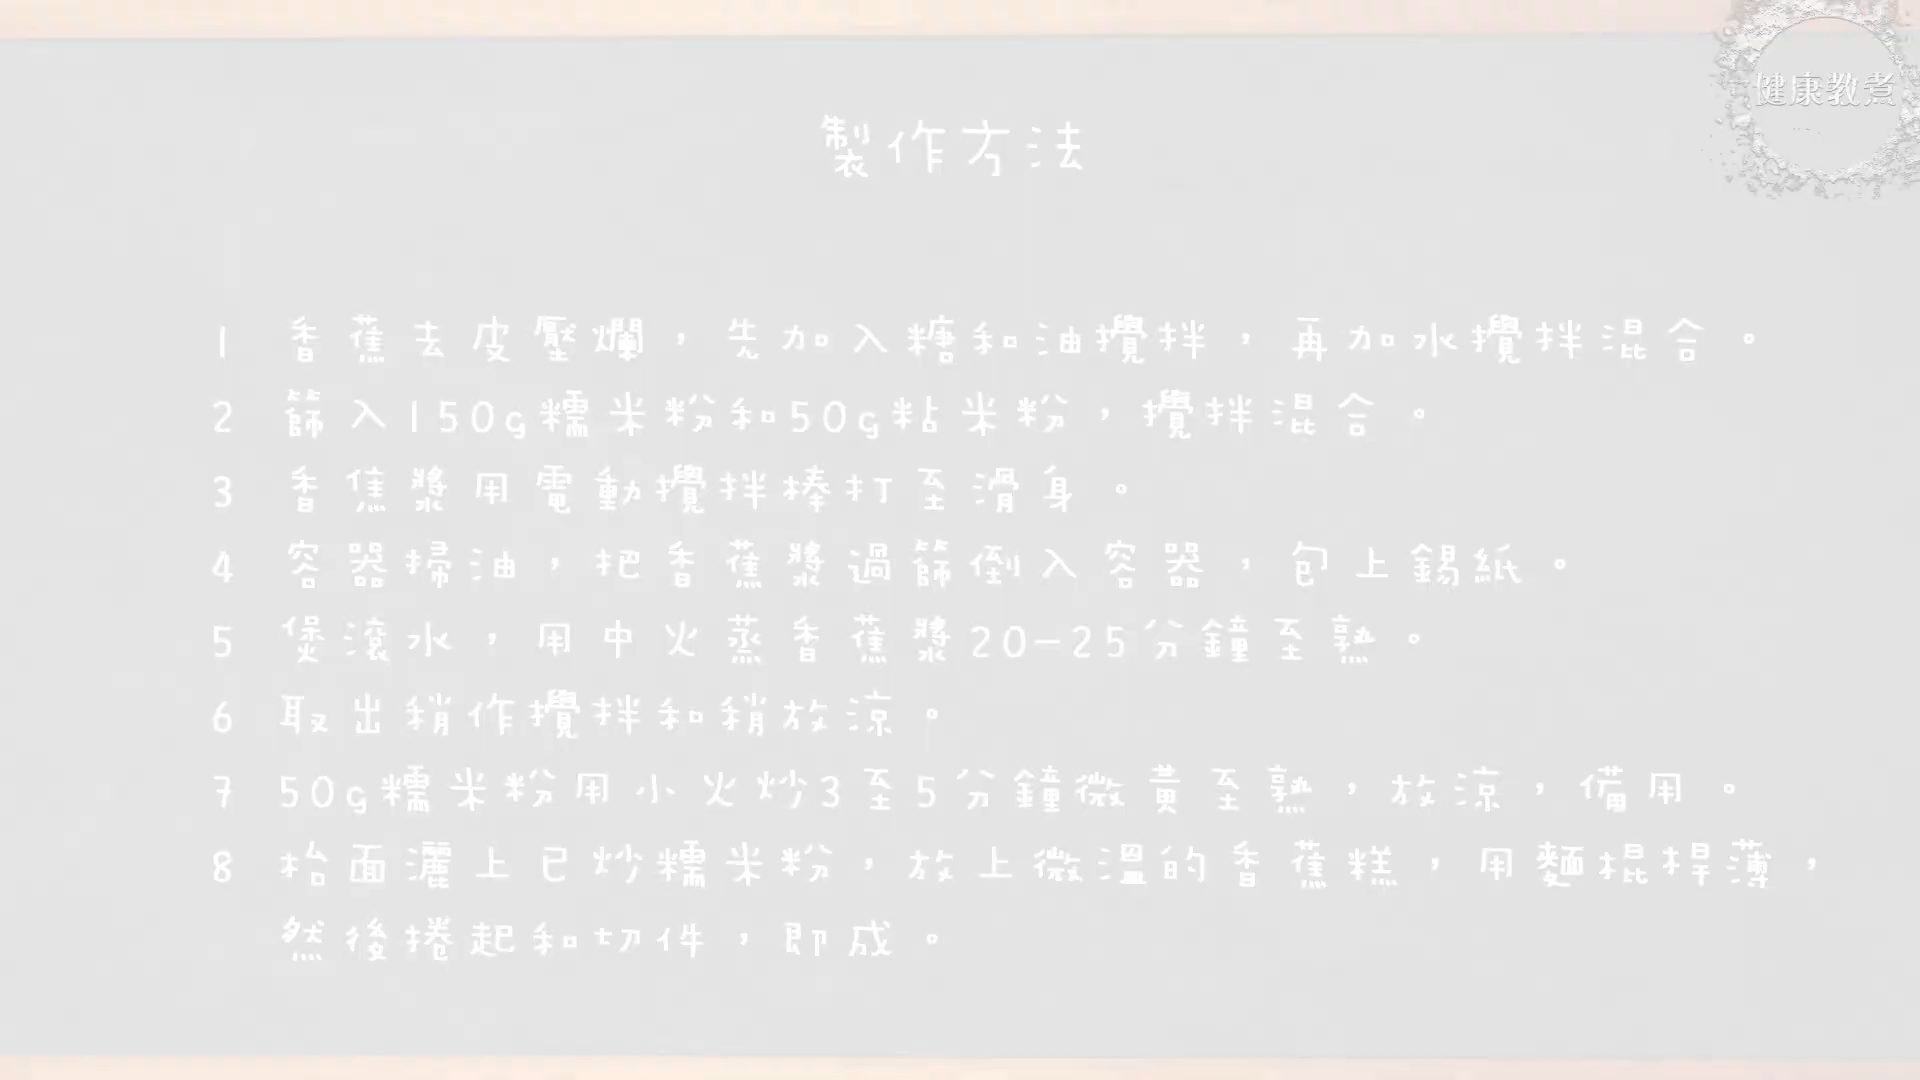 健康教煮
製作方法
1 香蕉去皮壓爛，先加入糖和油攪拌，再加水攪拌混合。
2 篩入150g糯米粉和50g粘米粉，攪拌混合。
3 香焦漿用電動攪拌棒打至滑身。
4 容器掃油，把香蕉漿過篩倒入容器，包上錫紙。
5 煲滾水，用中火蒸香蕉漿20-25分鐘至熟。
6 取出稍作攪拌和稍放涼。
7 50g糯米粉用小火炒3至5分鐘微黃至熟，放涼，備用。
8 枱面灑上已炒糯米粉，放上微溫的香蕉糕，用麵棍捍薄，
然後捲起和切件，即成。